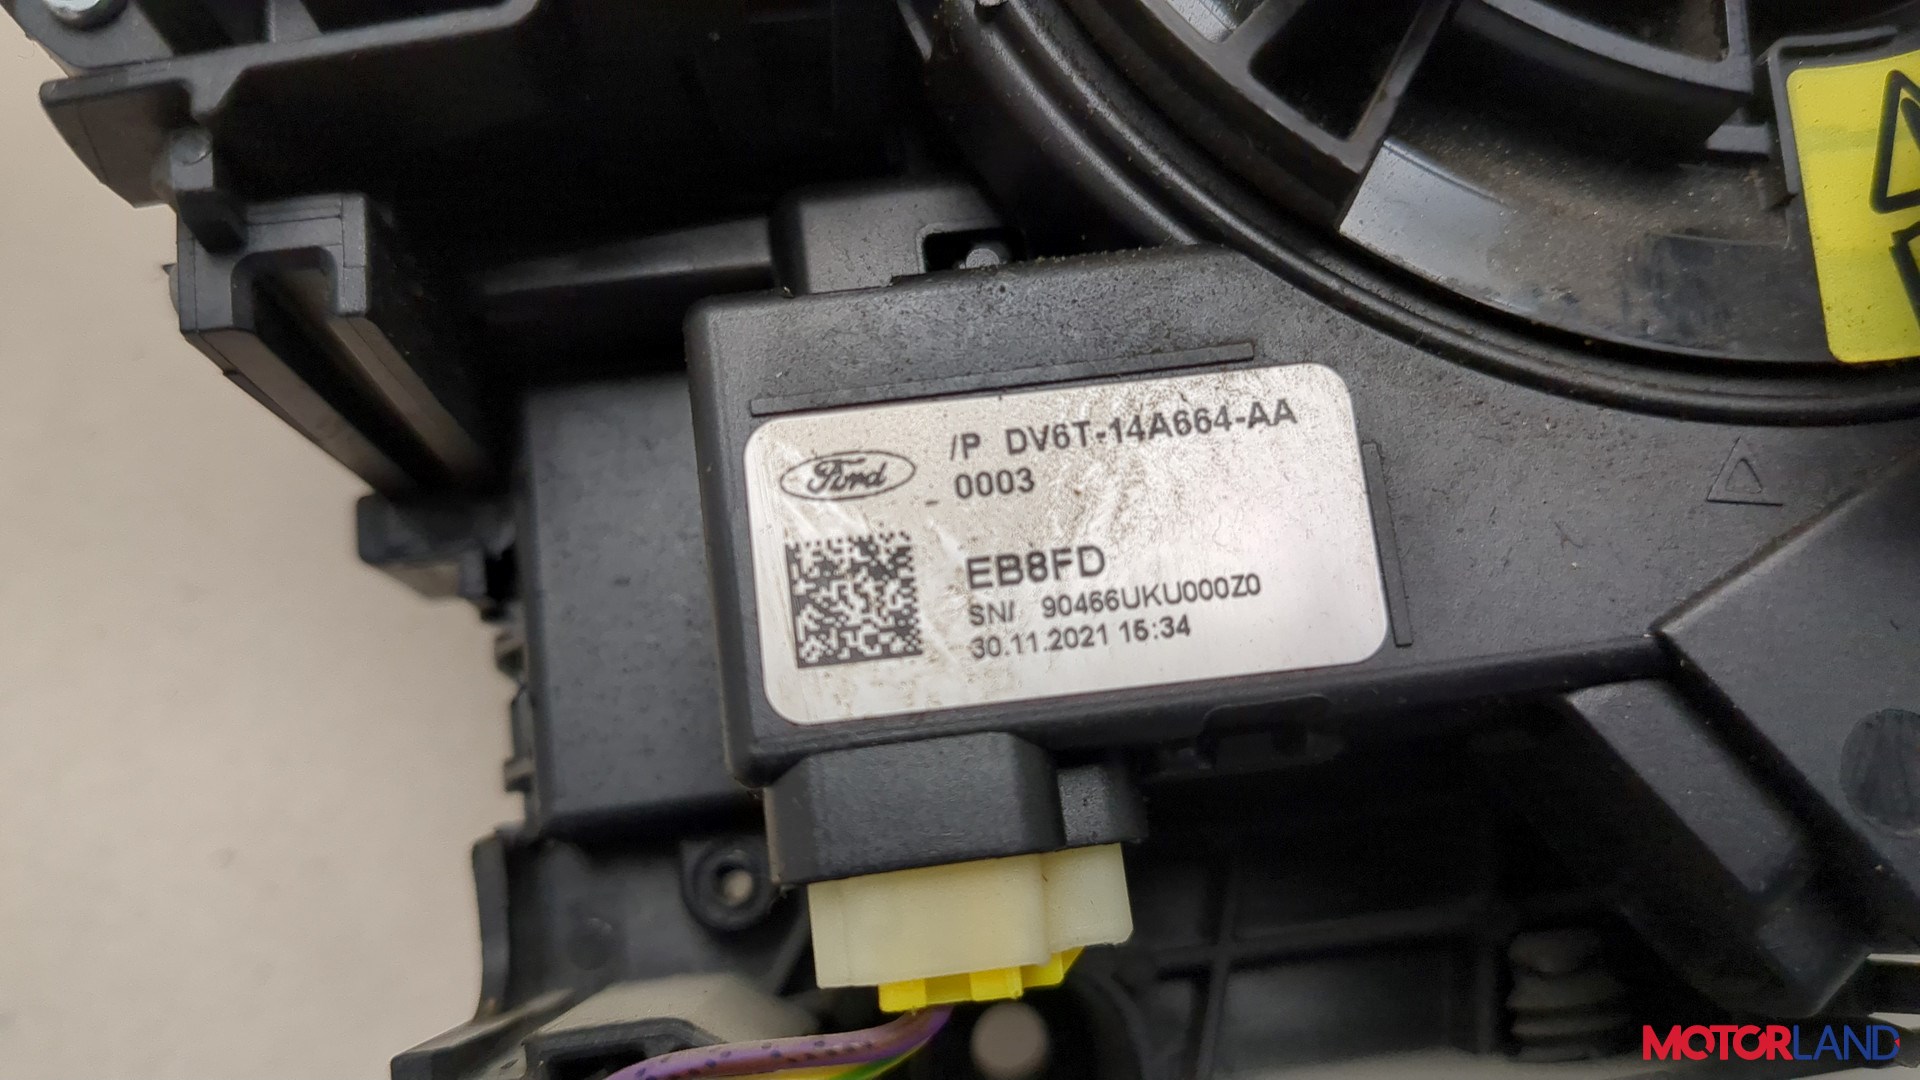 Ford
/P DV6T-14A664-AA
0003
EB8FD
SN/ 90466UKU000Z0
30.11.2021 15:34
MOTORLAND